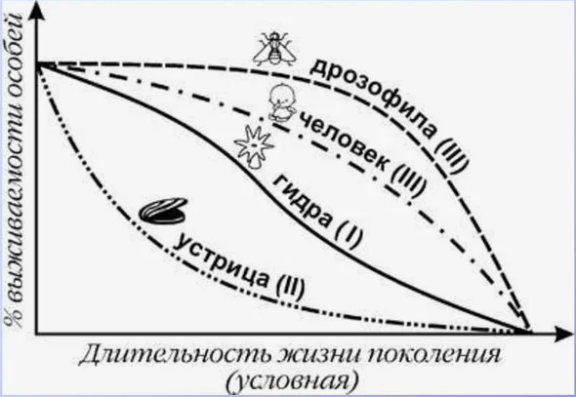 % выживаемости особей
дрозофила (III)
человек (III)
гидра (I)
устрица (II)
Длительность жизни поколения
(условная)